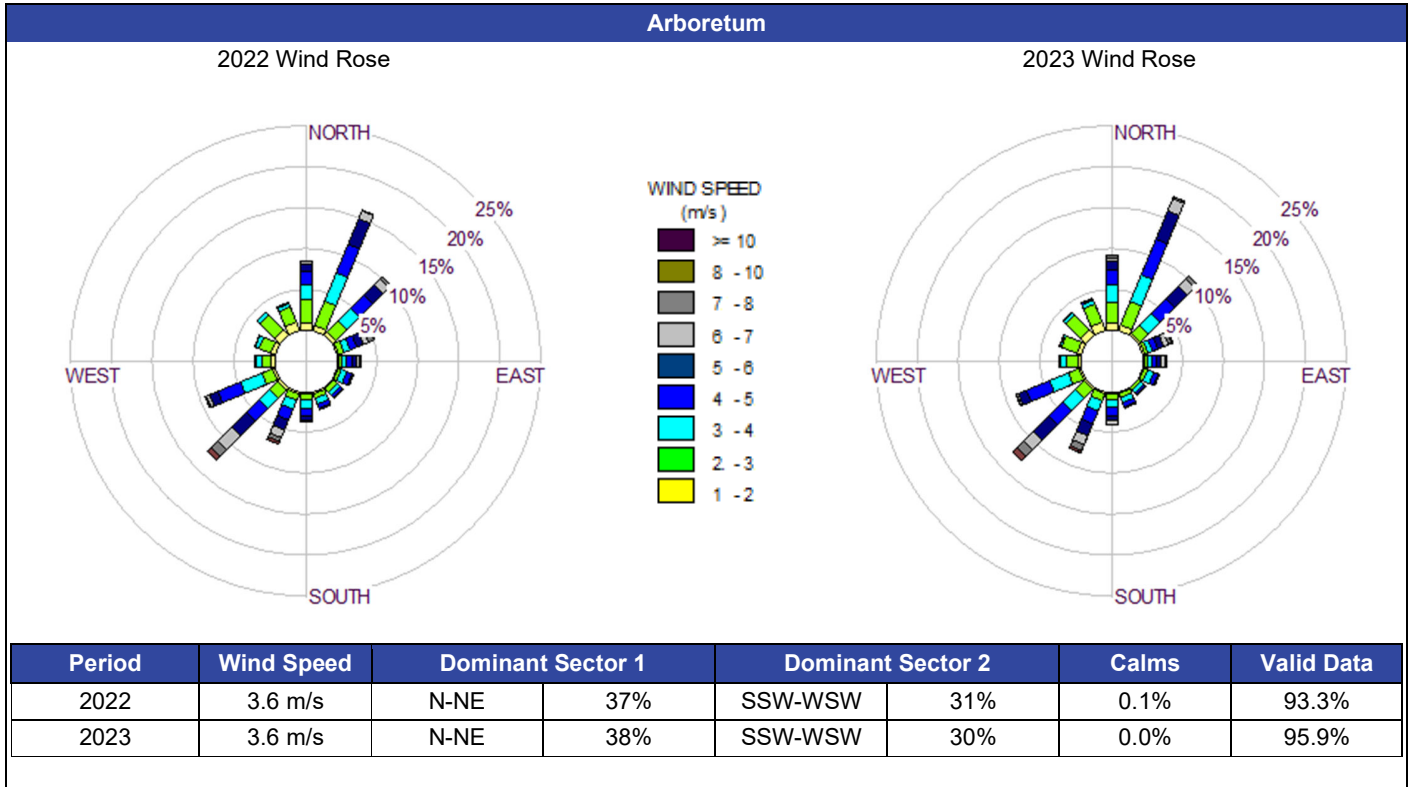 Arboretum
2022 Wind Rose
2023 Wind Rose
NORTH
25%
20%
15%
10%
5%
WEST
EAST
SOUTH
WIND SPEED
(m/s)
>= 10
8 - 10
7 - 8
6 - 7
5 - 6
4 - 5
3 - 4
2 - 3
1 - 2
NORTH
25%
20%
15%
10%
5%
WEST
EAST
SOUTH
Period Wind Speed Dominant Sector 1 Dominant Sector 2 Calms Valid Data
2022 3.6 m/s N-NE 37% SSW-WSW 31% 0.1% 93.3%
2023 3.6 m/s N-NE 38% SSW-WSW 30% 0.0% 95.9%